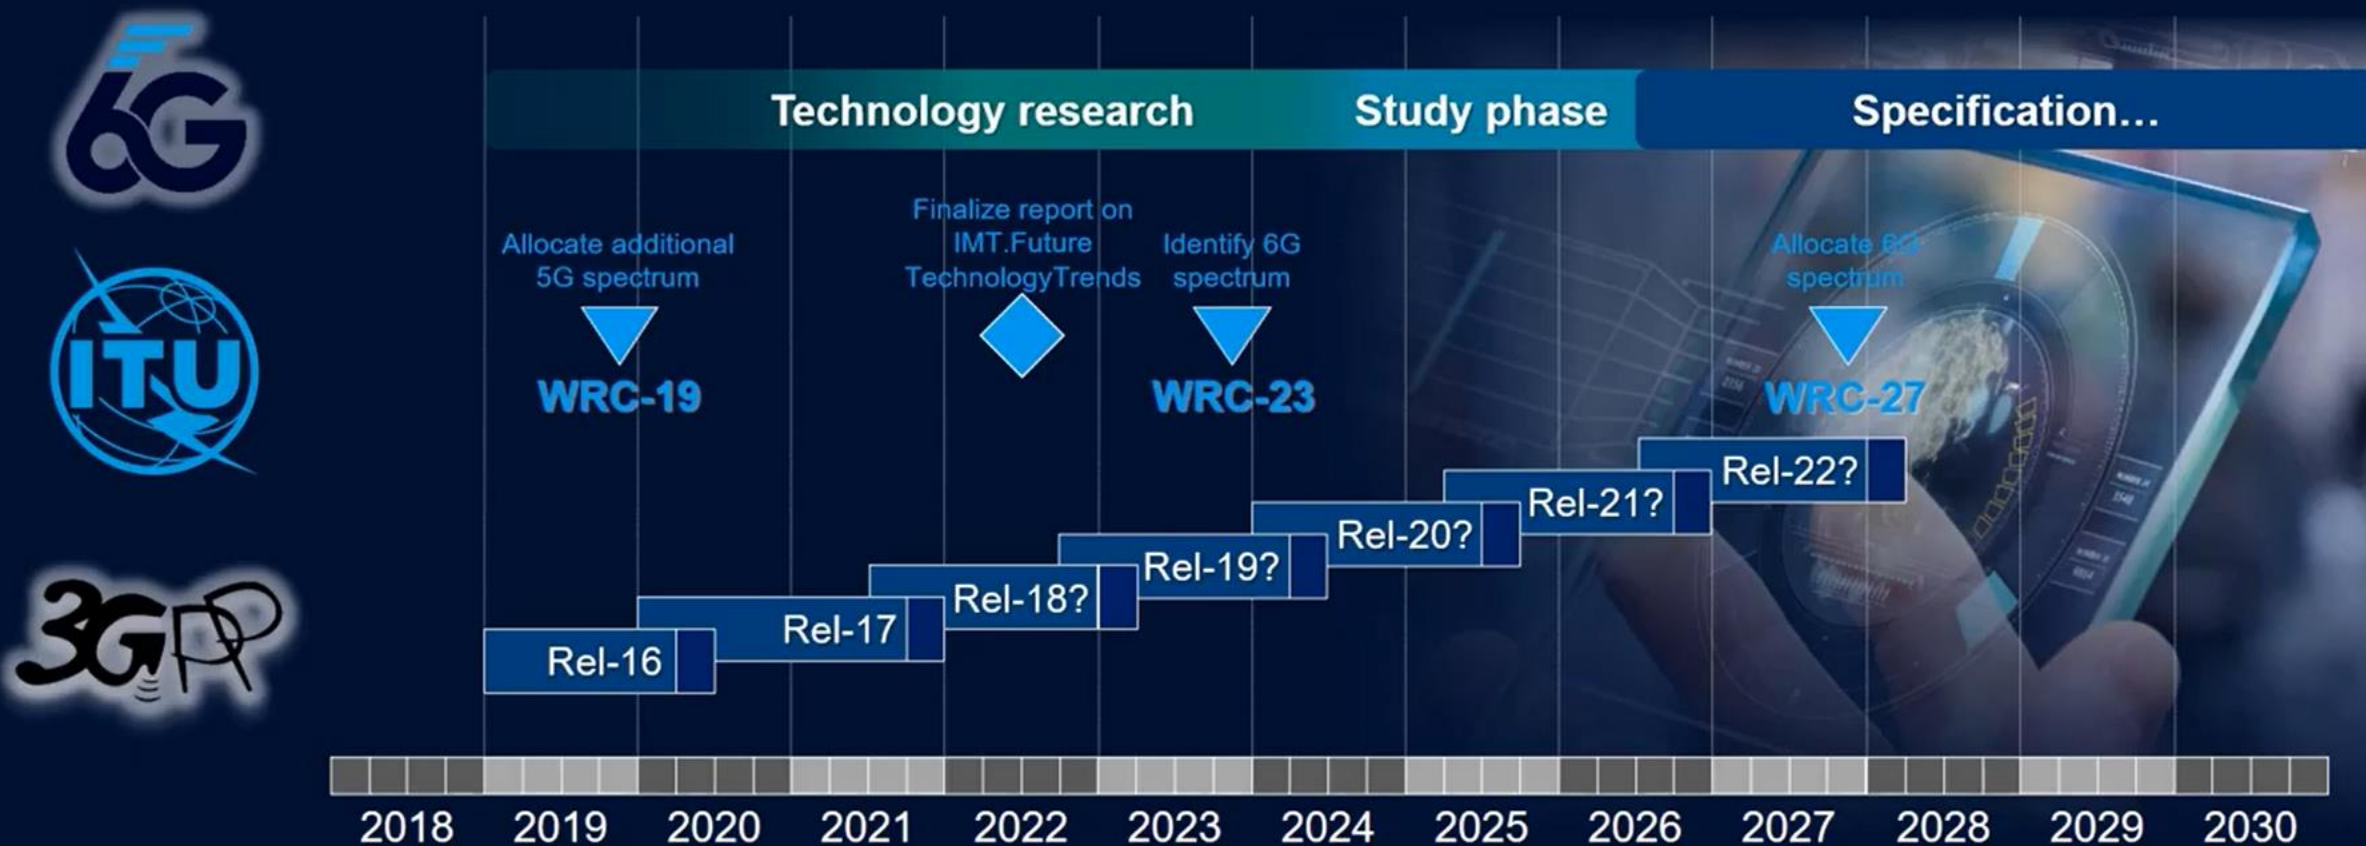 6G
Technology research
Study phase
Specification...
Allocate additional
5G spectrum
WRC-19
Finalize report on
IMT.Future
TechnologyTrends
Identify 6G
spectrum
WRC-23
Allocate 6G
spectrum
WRC-27
ITU
3GPP
Rel-22?
Rel-21?
Rel-20?
Rel-19?
Rel-18?
Rel-17
Rel-16
2018 2019 2020 2021 2022 2023 2024 2025 2026 2027 2028 2029 2030